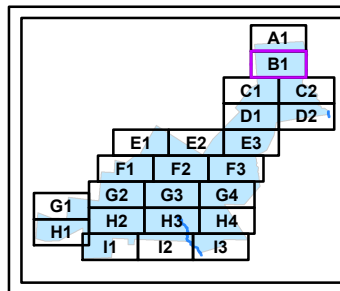 A1
B1
C1 C2
D1 D2
E1 E2 E3
F1 F2 F3
G1 G2 G3 G4
H1 H2 H3 H4
I1 I2 I3